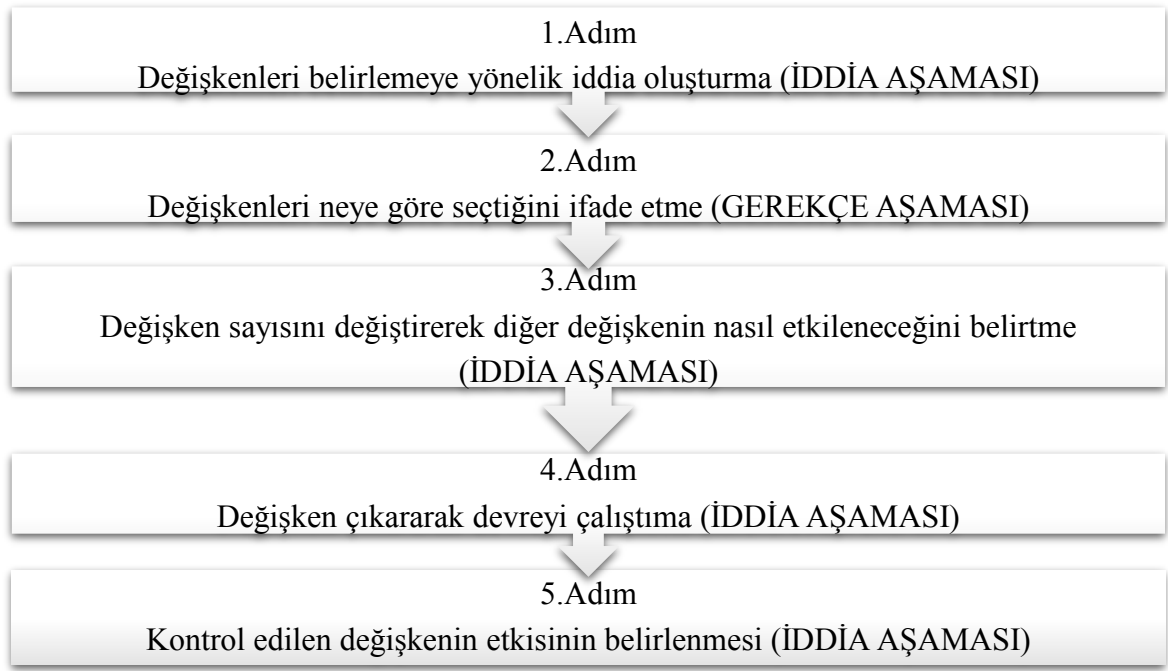 1.Adım
Değişkenleri belirlemeye yönelik iddia oluşturma (İDDİA AŞAMASI)
2.Adım
Değişkenleri neye göre seçtiğini ifade etme (GEREKÇE AŞAMASI)
3.Adım
Değişken sayısını değiştirerek diğer değişkenin nasıl etkileneceğini belirtme
(İDDİA AŞAMASI)
4.Adım
Değişken çıkararak devreyi çalıştıma (İDDİA AŞAMASI)
5.Adım
Kontrol edilen değişkenin etkisinin belirlenmesi (İDDİA AŞAMASI)